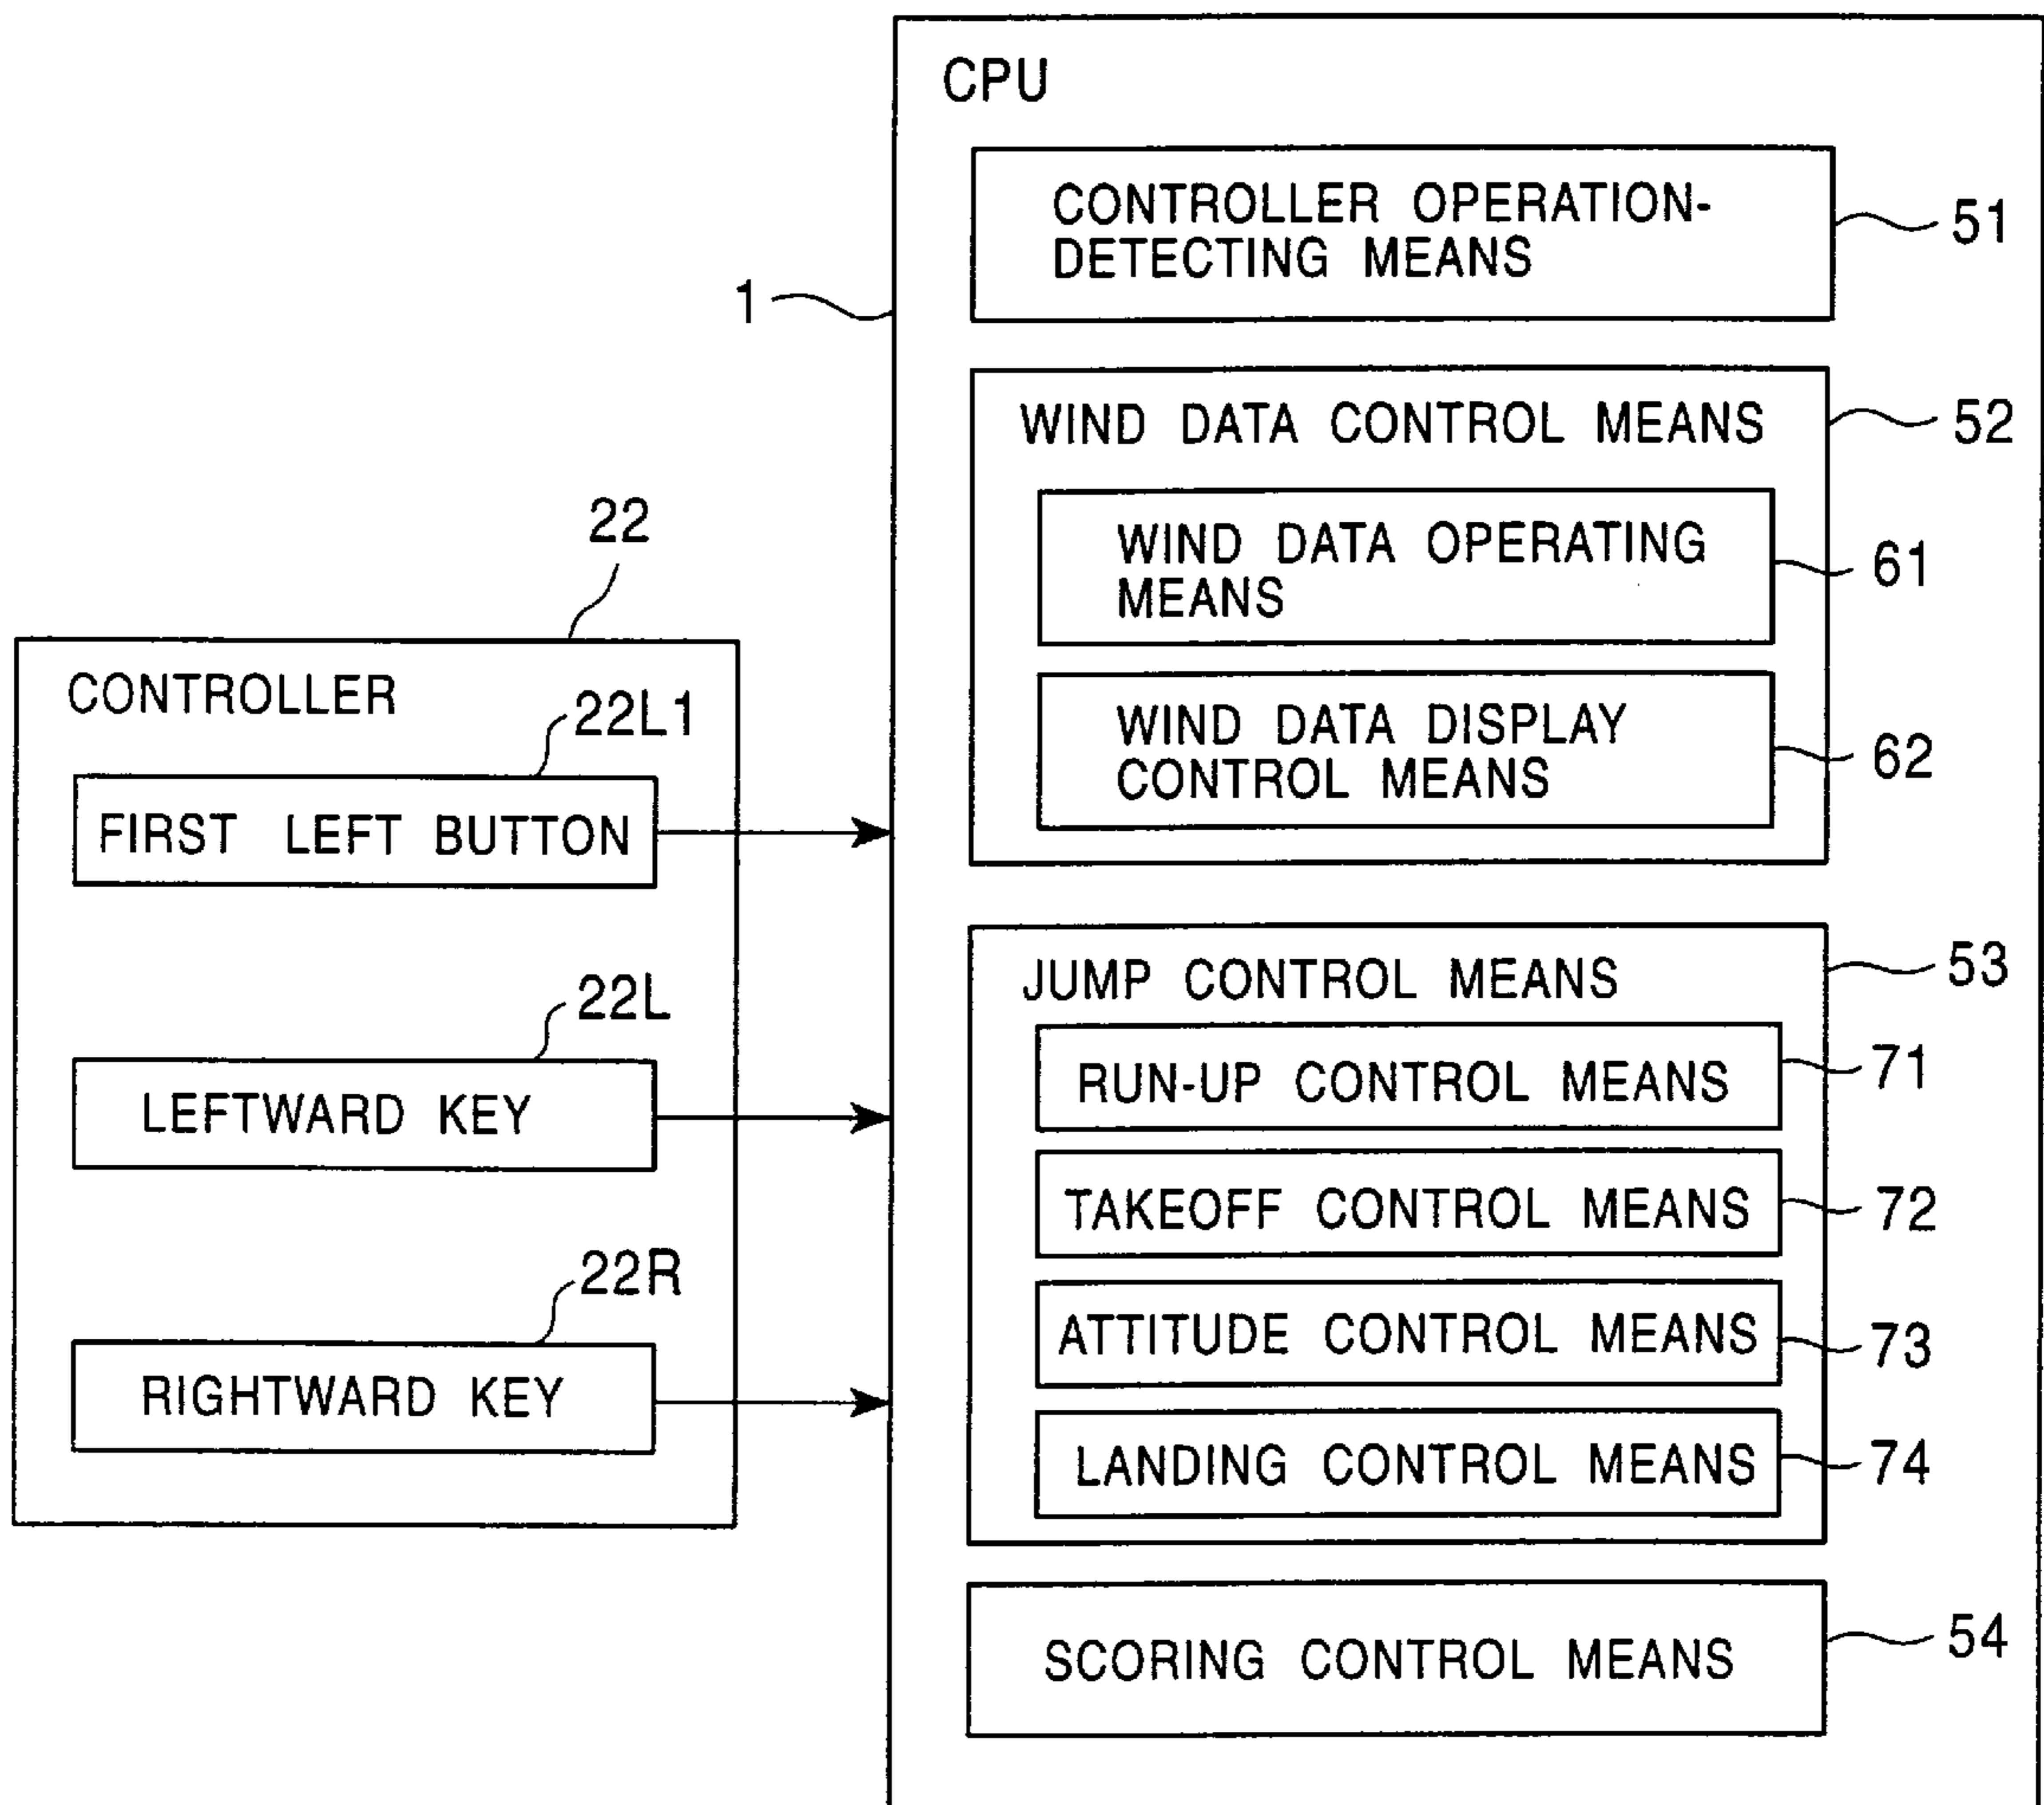 CPU
CONTROLLER OPERATION-
DETECTING MEANS
51
1
WIND DATA CONTROL MEANS
52
WIND DATA OPERATING
MEANS
61
WIND DATA DISPLAY
CONTROL MEANS
62
22
CONTROLLER
22L1
FIRST LEFT BUTTON
22L
LEFTWARD KEY
22R
RIGHTWARD KEY
JUMP CONTROL MEANS
53
RUN-UP CONTROL MEANS
71
TAKEOFF CONTROL MEANS
72
ATTITUDE CONTROL MEANS
73
LANDING CONTROL MEANS
74
SCORING CONTROL MEANS
54